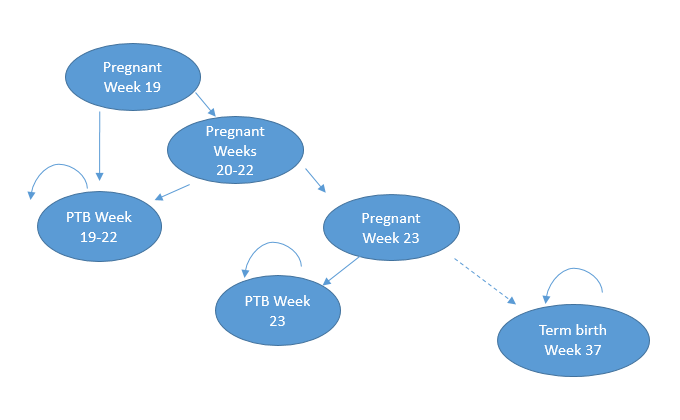 Pregnant
Week 19
Pregnant
Weeks
20-22
PTB Week
19-22
Pregnant
Week 23
PTB Week
23
Term birth
Week 37